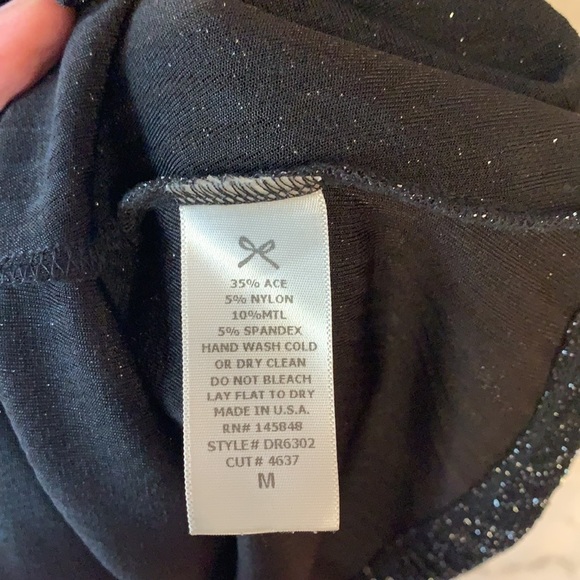 35% ACE
5% NYLON
10%MTL
5% SPANDEX
HAND WASH COLD
OR DRY CLEAN
DO NOT BLEACH
LAY FLAT TO DRY
MADE IN U.S.A.
RN# 145848
STYLE# DR6302
CUT# 4637
M